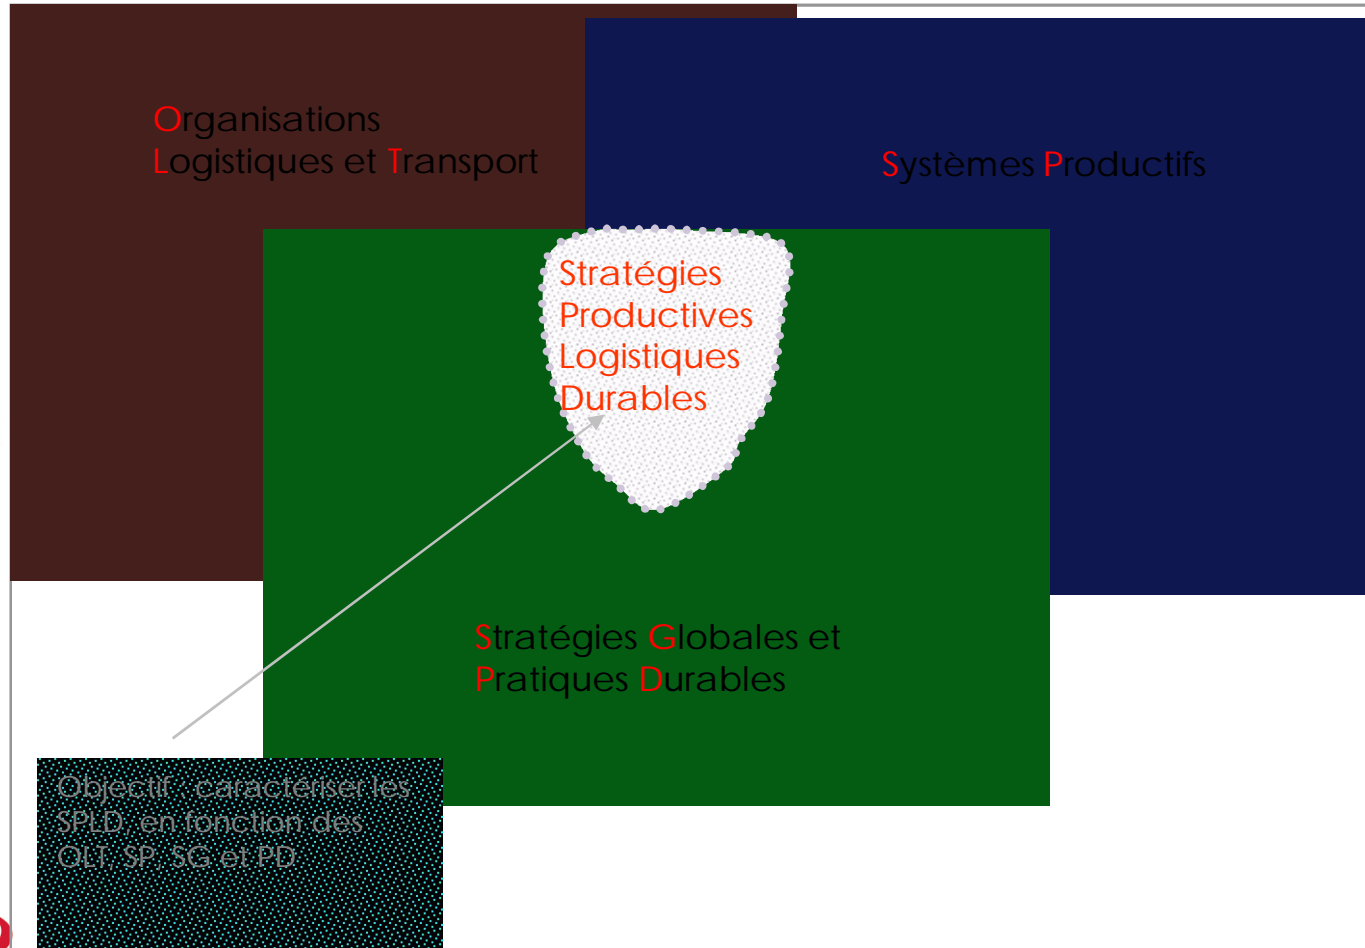 Organisations
Logistiques et Transport
Systèmes Productifs
Stratégies
Productives
Logistiques
Durables
Stratégies Globales et
Pratiques Durables
Objectif : caractériser les
SPLD, en fonction des
OLT, SP, SG et PD